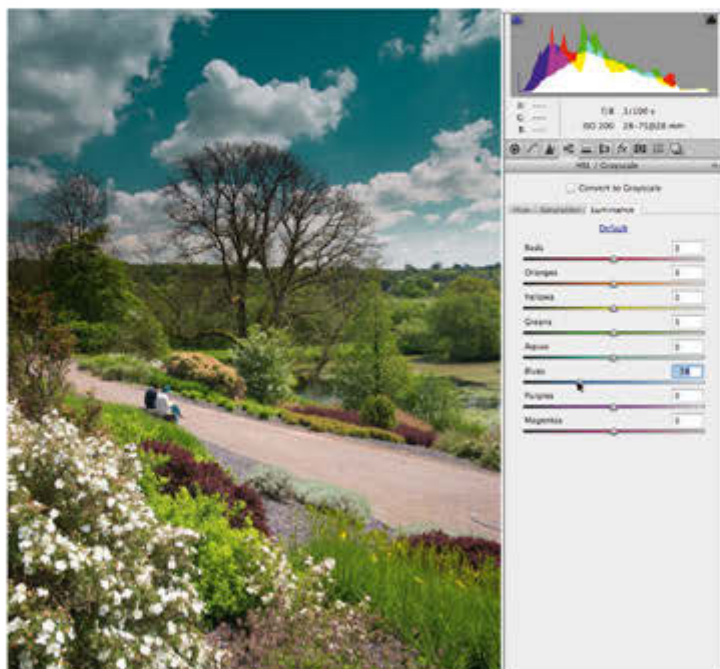 R: ---
G: ---
B: ---
f/8 1/100 s
ISO 200 28-75@28 mm
HSL / Grayscale
Convert to Grayscale
Hue Saturation Luminance
Default
Reds 0
Oranges 0
Yellows 0
Greens 0
Aquas 0
Blues
Purples 0
Magentas 0